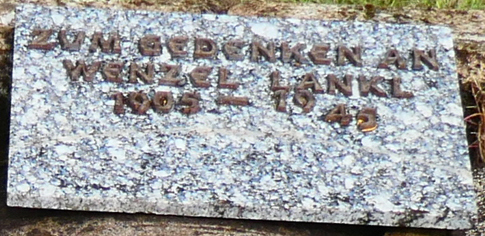 ZUM GEDENKEN AN
WENZEL LANKL
1905 – 1945